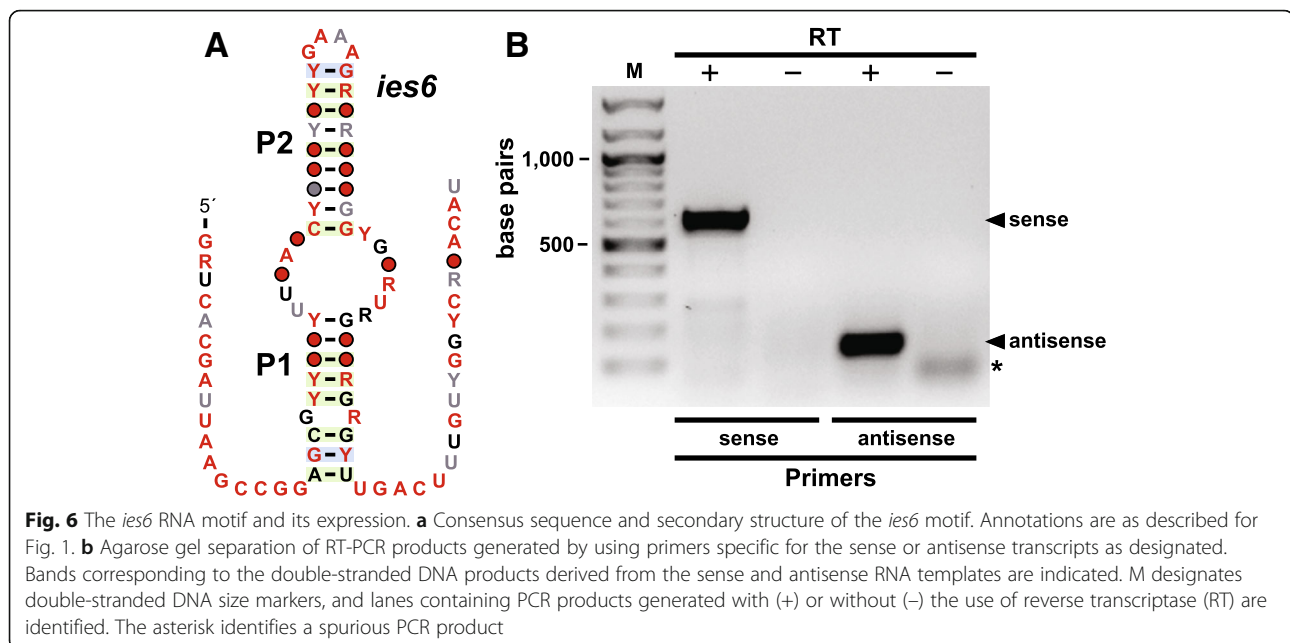 A
B
RT
M + − + −
ies6
G A A A
Y - G
Y - R
-
P2
Y - R
-
-
-
Y - G
C - G
A Y G
U R
U U
R
Y - G
-
P1
-
Y - R
Y - G
G R
C - G
G - Y
A - U
5´
G R U C A C G A U U A A G C C G G
U G A C U
U A C A R C Y G G Y U G U U
base pairs
1,000 –
500 –
sense
antisense
*
sense antisense
Primers
Fig. 6 The ies6 RNA motif and its expression. a Consensus sequence and secondary structure of the ies6 motif. Annotations are as described for
Fig. 1. b Agarose gel separation of RT-PCR products generated by using primers specific for the sense or antisense transcripts as designated.
Bands corresponding to the double-stranded DNA products derived from the sense and antisense RNA templates are indicated. M designates
double-stranded DNA size markers, and lanes containing PCR products generated with (+) or without (–) the use of reverse transcriptase (RT) are
identified. The asterisk identifies a spurious PCR product